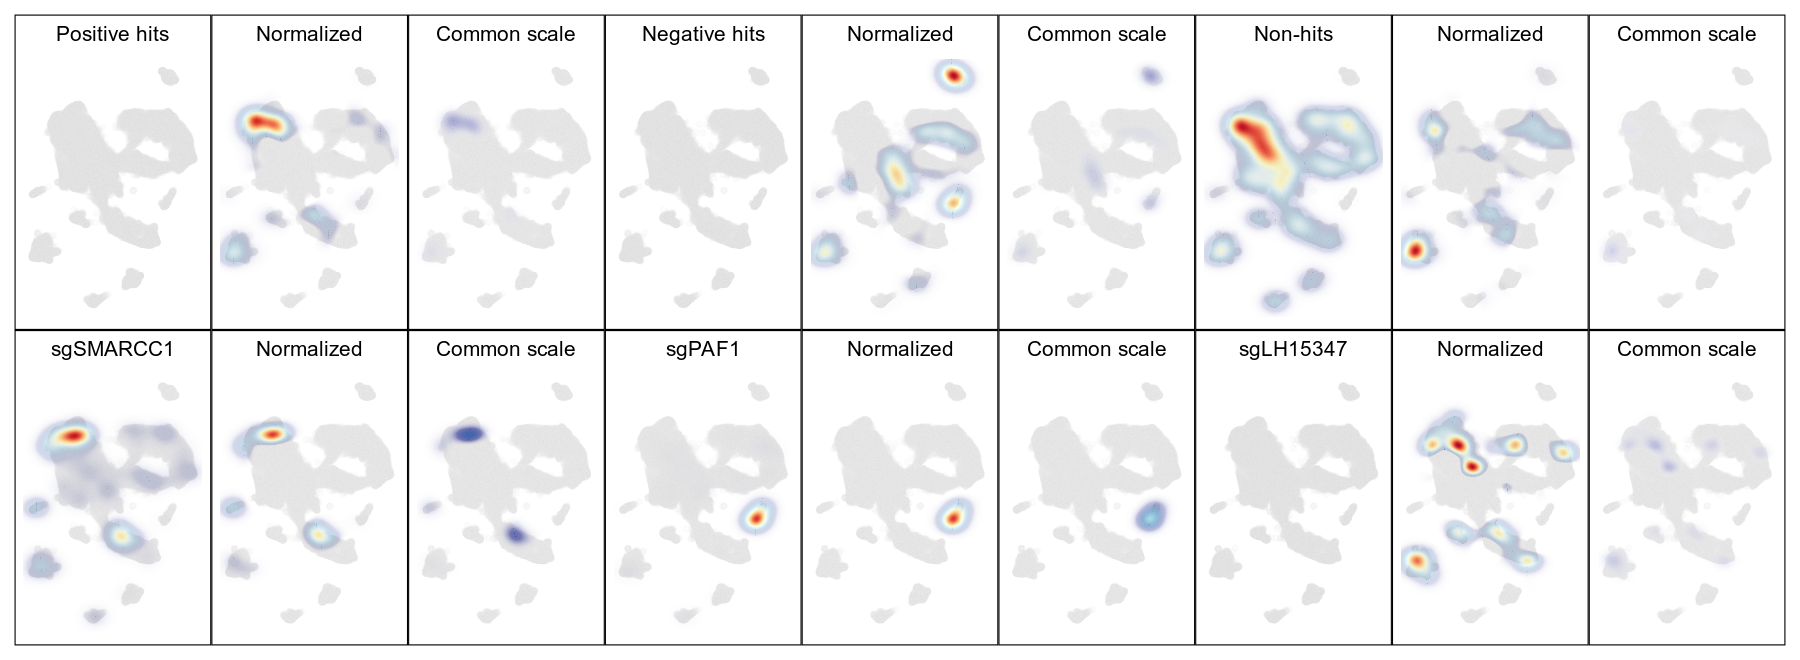 Positive hits
Normalized
Common scale
Negative hits
Normalized
Common scale
Non-hits
Normalized
Common scale
sgSMARCC1
Normalized
Common scale
sgPAF1
Normalized
Common scale
sgLH15347
Normalized
Common scale